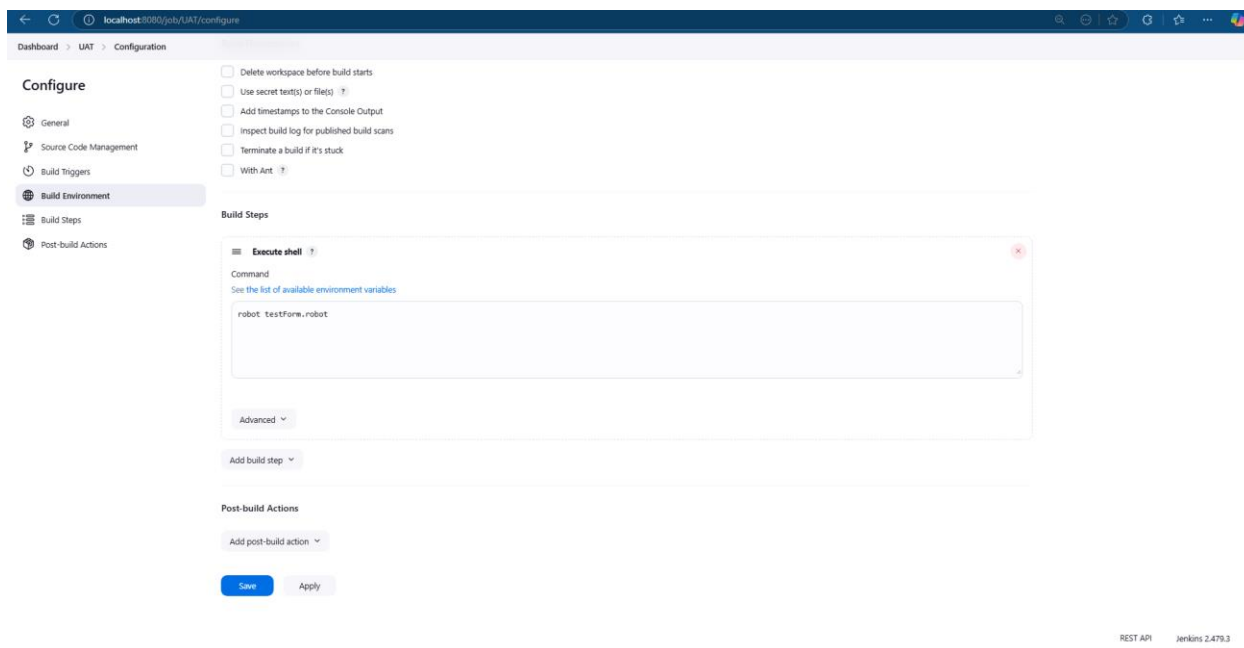 localhost:8080/job/UAT/configure
Dashboard > UAT > Configuration
Configure
General
Source Code Management
Build Triggers
Build Environment
Build Steps
Post-build Actions
Delete workspace before build starts
Use secret text(s) or file(s) ?
Add timestamps to the Console Output
Inspect build log for published build scans
Terminate a build if it's stuck
With Ant ?
Build Steps
Execute shell ?
Command
See the list of available environment variables
robot testForm.robot
Advanced
Add build step
Post-build Actions
Add post-build action
Save Apply
REST API Jenkins 2.479.3